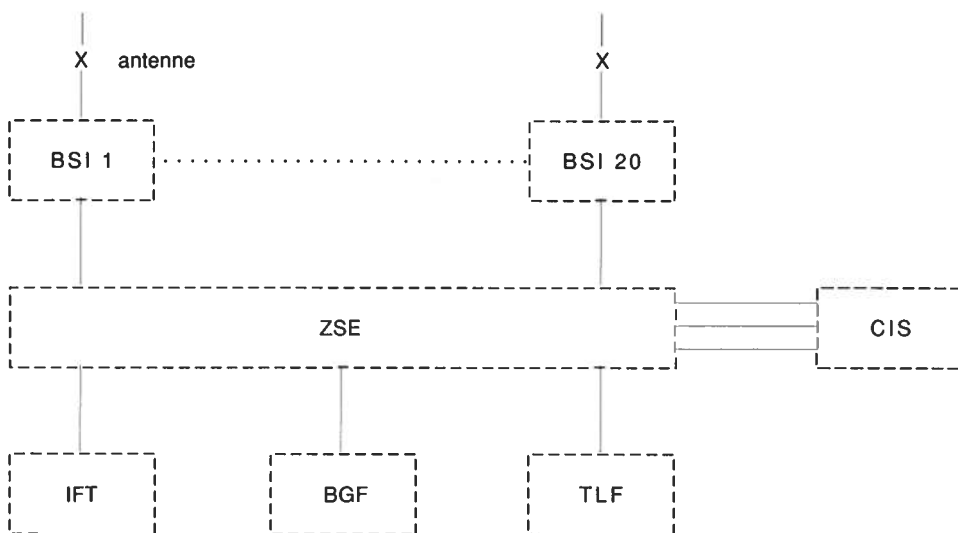 X antenne X
BSI 1 BSI 20
ZSE CIS
IFT BGF TLF